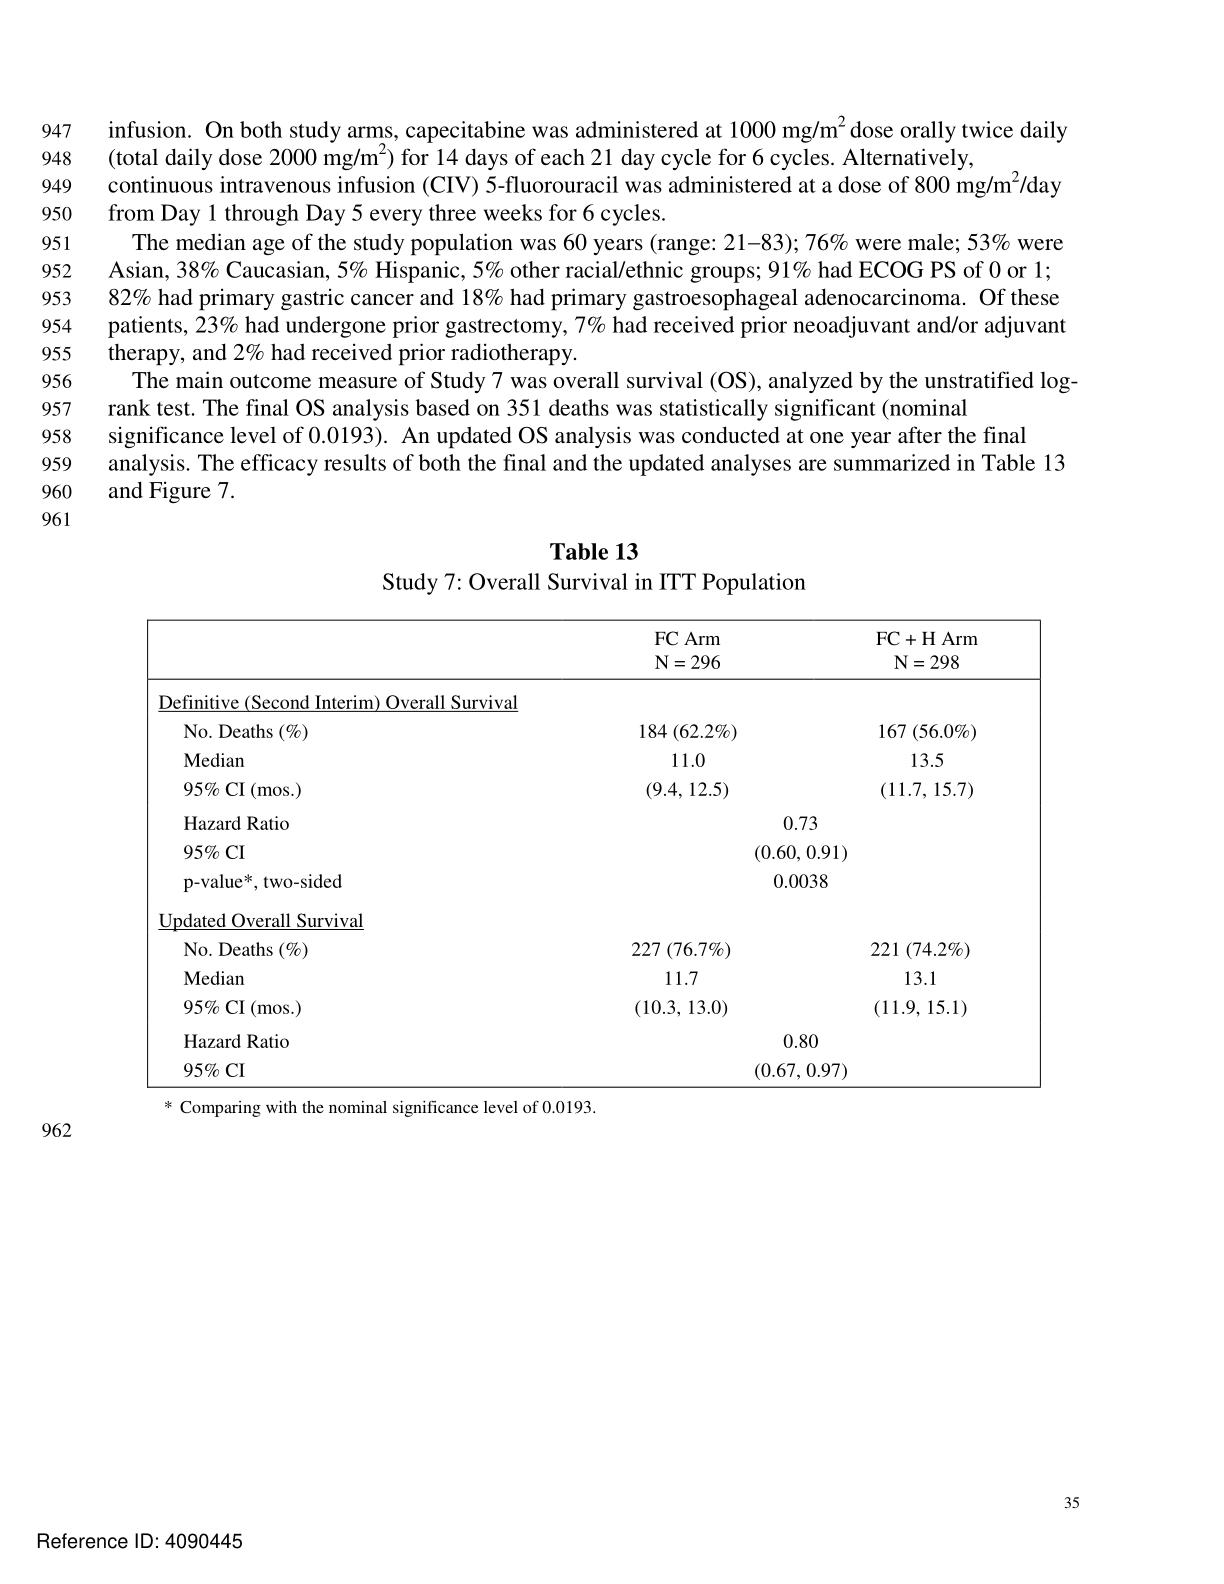 947 infusion.  On both study arms, capecitabine was administered at 1000 mg/m² dose orally twice daily
948 (total daily dose 2000 mg/m²) for 14 days of each 21 day cycle for 6 cycles. Alternatively,
949 continuous intravenous infusion (CIV) 5-fluorouracil was administered at a dose of 800 mg/m²/day
950 from Day 1 through Day 5 every three weeks for 6 cycles.
951 The median age of the study population was 60 years (range: 21–83); 76% were male; 53% were
952 Asian, 38% Caucasian, 5% Hispanic, 5% other racial/ethnic groups; 91% had ECOG PS of 0 or 1;
953 82% had primary gastric cancer and 18% had primary gastroesophageal adenocarcinoma.  Of these
954 patients, 23% had undergone prior gastrectomy, 7% had received prior neoadjuvant and/or adjuvant
955 therapy, and 2% had received prior radiotherapy.
956 The main outcome measure of Study 7 was overall survival (OS), analyzed by the unstratified log-
957 rank test. The final OS analysis based on 351 deaths was statistically significant (nominal
958 significance level of 0.0193).  An updated OS analysis was conducted at one year after the final
959 analysis. The efficacy results of both the final and the updated analyses are summarized in Table 13
960 and Figure 7.
961
Table 13
Study 7: Overall Survival in ITT Population
FC Arm FC + H Arm
N = 296 N = 298
Definitive (Second Interim) Overall Survival
No. Deaths (%) 184 (62.2%) 167 (56.0%)
Median 11.0 13.5
95% CI (mos.) (9.4, 12.5) (11.7, 15.7)
Hazard Ratio 0.73
95% CI (0.60, 0.91)
p-value*, two-sided 0.0038
Updated Overall Survival
No. Deaths (%) 227 (76.7%) 221 (74.2%)
Median 11.7 13.1
95% CI (mos.) (10.3, 13.0) (11.9, 15.1)
Hazard Ratio 0.80
95% CI (0.67, 0.97)
* Comparing with the nominal significance level of 0.0193.
962
35
Reference ID: 4090445